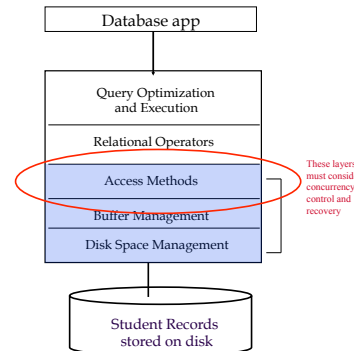 Database app
Query Optimization
and Execution
Relational Operators
Access Methods
Buffer Management
Disk Space Management
These layers
must consid
concurrency
control and
recovery
Student Records
stored on disk